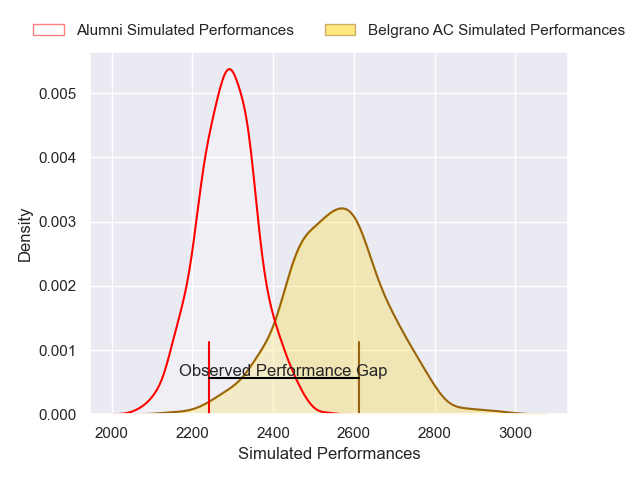 Alumni Simulated Performances
Belgrano AC Simulated Performances
0.005
0.004
0.003
0.002
0.001
0.000
Density
Observed Performance Gap
2000 2200 2400 2600 2800 3000
Simulated Performances